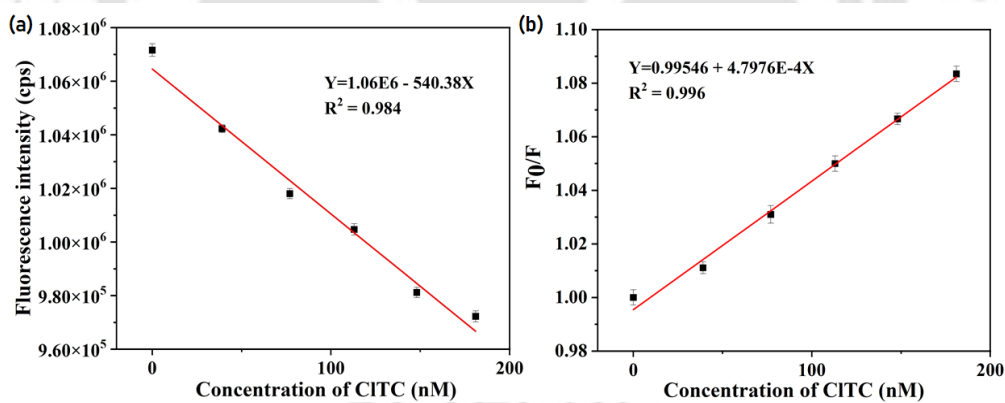 (a)
1.08×10⁶
1.06×10⁶
1.04×10⁶
1.02×10⁶
1.00×10⁶
9.80×10⁵
9.60×10⁵
Fluorescence intensity (cps)
Y=1.06E6 - 540.38X
R² = 0.984
0
100
200
Concentration of ClTC (nM)
(b)
1.10
1.08
1.06
1.04
1.02
1.00
0.98
F0/F
Y=0.99546 + 4.7976E-4X
R² = 0.996
0
100
200
Concentration of ClTC (nM)